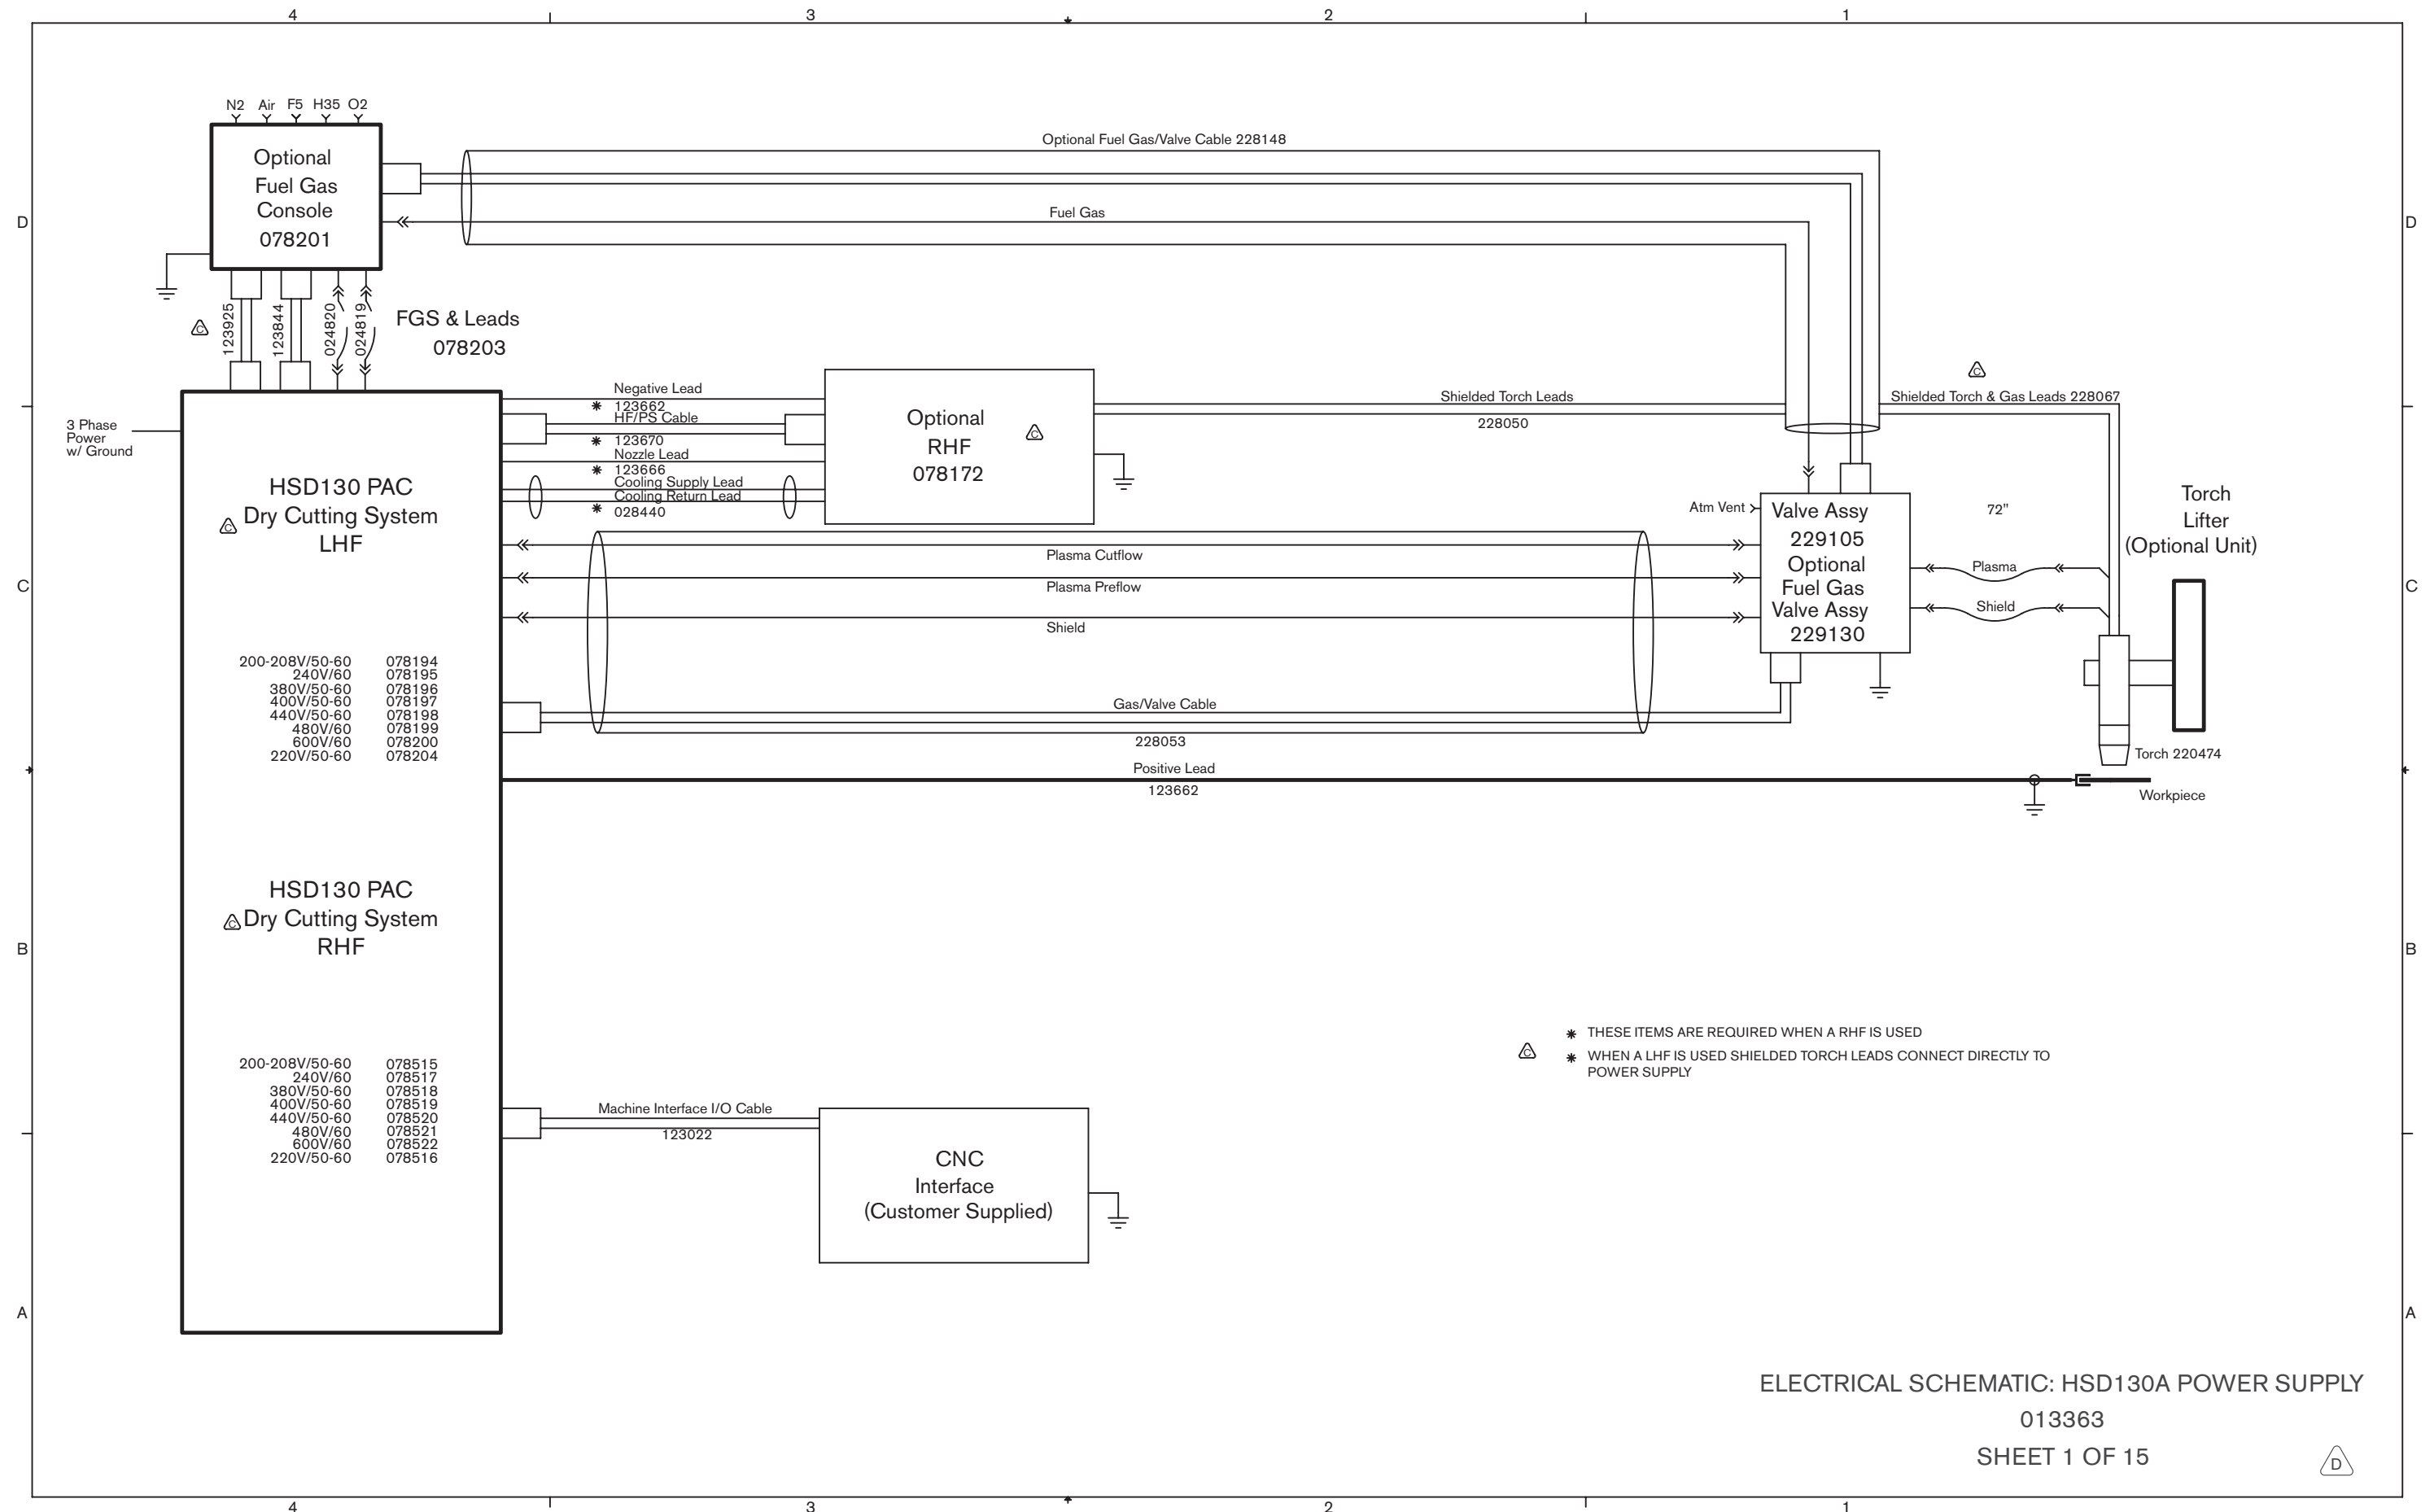 4 3 2 1
N2 Air F5 H35 O2
Optional
Fuel Gas
Console
078201
Optional Fuel Gas/Valve Cable 228148
Fuel Gas
D D
123925
123844
024820
024819
C
FGS & Leads
078203
3 Phase
Power
w/ Ground
HSD130 PAC
C Dry Cutting System
LHF
200-208V/50-60 078194
240V/60 078195
380V/50-60 078196
400V/50-60 078197
440V/50-60 078198
480V/60 078199
600V/60 078200
220V/50-60 078204
HSD130 PAC
C Dry Cutting System
RHF
200-208V/50-60 078515
240V/60 078517
380V/50-60 078518
400V/50-60 078519
440V/50-60 078520
480V/60 078521
600V/60 078522
220V/50-60 078516
Negative Lead
* 123662
HF/PS Cable
* 123670
Nozzle Lead
* 123666
Cooling Supply Lead
Cooling Return Lead
* 028440
Optional
RHF C
078172
Shielded Torch Leads
228050
C
Shielded Torch & Gas Leads 228067
Plasma Cutflow
Plasma Preflow
Shield
Gas/Valve Cable
228053
Positive Lead
123662
Atm Vent
Valve Assy
229105
Optional
Fuel Gas
Valve Assy
229130
72"
Plasma
Shield
Torch
Lifter
(Optional Unit)
Torch 220474
Workpiece
C C
B B
Machine Interface I/O Cable
123022
CNC
Interface
(Customer Supplied)
C
* THESE ITEMS ARE REQUIRED WHEN A RHF IS USED
* WHEN A LHF IS USED SHIELDED TORCH LEADS CONNECT DIRECTLY TO
POWER SUPPLY
A A
ELECTRICAL SCHEMATIC: HSD130A POWER SUPPLY
013363
SHEET 1 OF 15
D
4 3 2 1